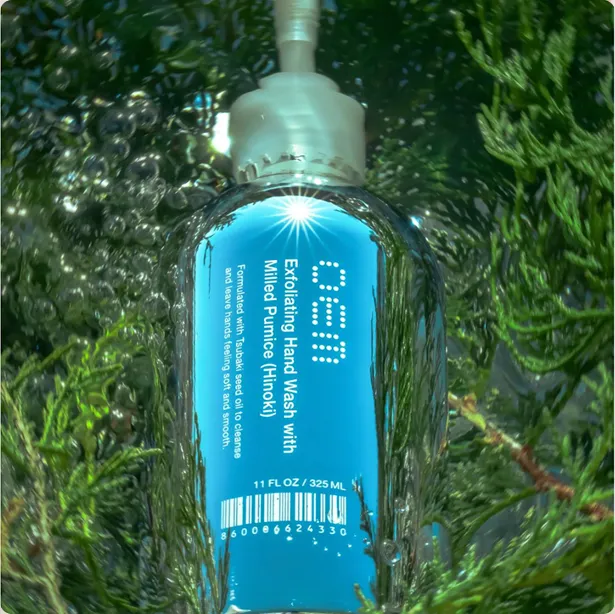 oem
Exfoliating Hand Wash with
Milled Pumice (Hinoki)
Formulated with Tsubaki seed oil to cleanse
and leave hands feeling soft and smooth.
11 FL OZ / 325 ML
860086624330